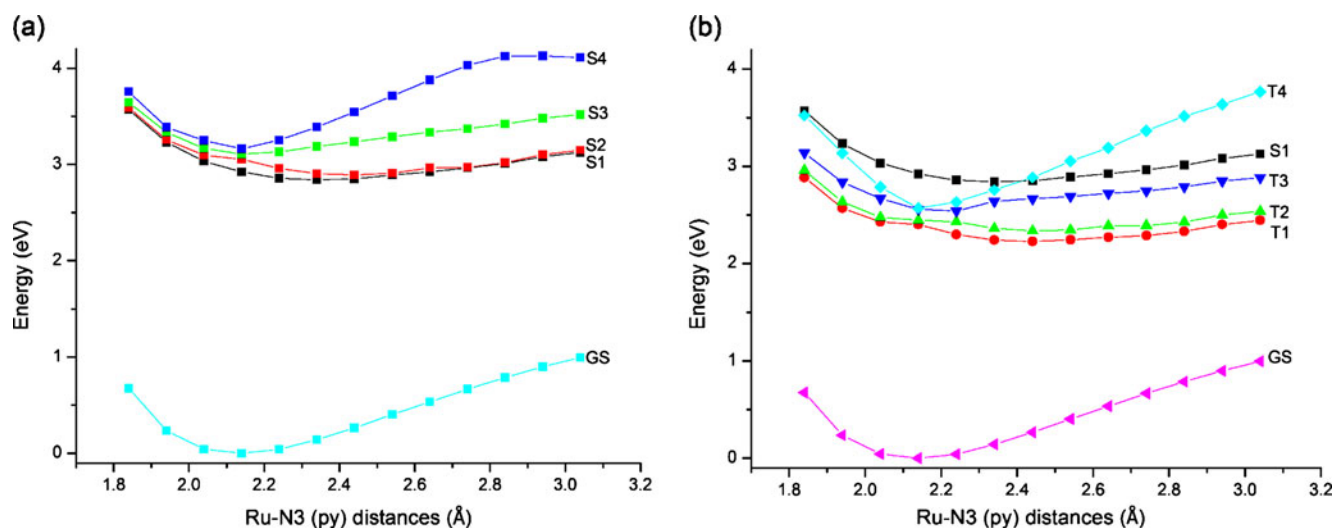 (a)
4
3
2
1
0
Energy (eV)
S4
S3
S2
S1
GS
1.8 2.0 2.2 2.4 2.6 2.8 3.0 3.2
Ru-N3 (py) distances (Å)
(b)
4
3
2
1
0
Energy (eV)
T4
S1
T3
T2
T1
GS
1.8 2.0 2.2 2.4 2.6 2.8 3.0 3.2
Ru-N3 (py) distances (Å)